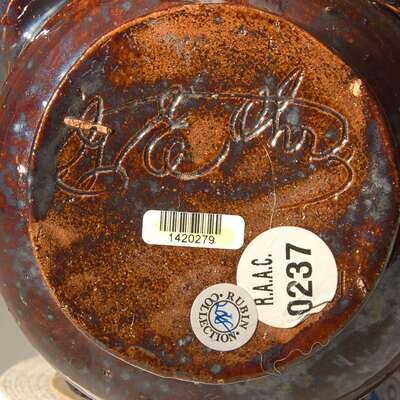 1420279
R.A.A.C.
0237
RUBIN
COLLECTION